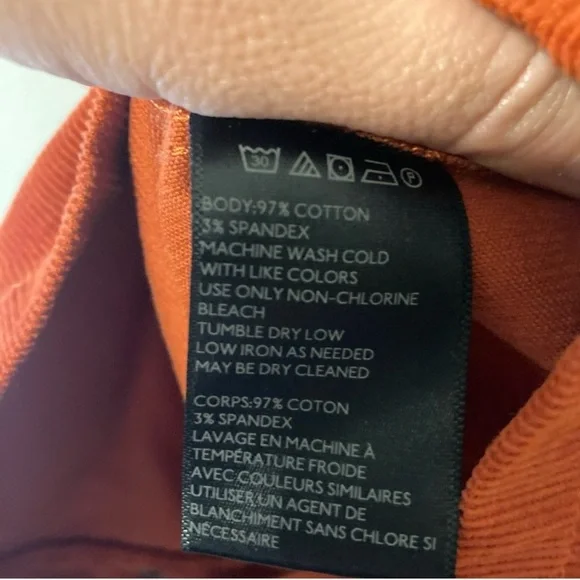 30 P
BODY:97% COTTON
3% SPANDEX
MACHINE WASH COLD
WITH LIKE COLORS
USE ONLY NON-CHLORINE
BLEACH
TUMBLE DRY LOW
LOW IRON AS NEEDED
MAY BE DRY CLEANED
CORPS:97% COTON
3% SPANDEX
LAVAGE EN MACHINE À
TEMPÉRATURE FROIDE
AVEC COULEURS SIMILAIRES
UTILISER UN AGENT DE
BLANCHIMENT SANS CHLORE SI
NÉCESSAIRE